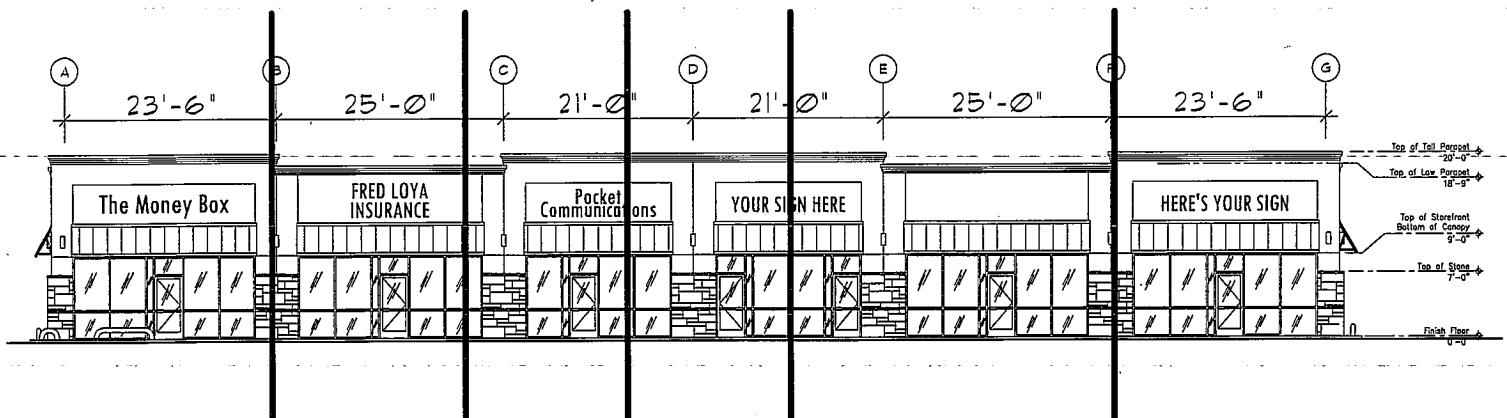 A B C D E F G
23'-6" 25'-0" 21'-0" 21'-0" 25'-0" 23'-6"
Top of Tall Parapet
20'-0"
Top of Low Parapet
18'-9"
The Money Box
FRED LOYA
INSURANCE
Pocket
Communications
YOUR SIGN HERE
HERE'S YOUR SIGN
Top of Storefront
Bottom of Canopy
9'-0"
Top of Stone
7'-0"
Finish Floor
0'-0"